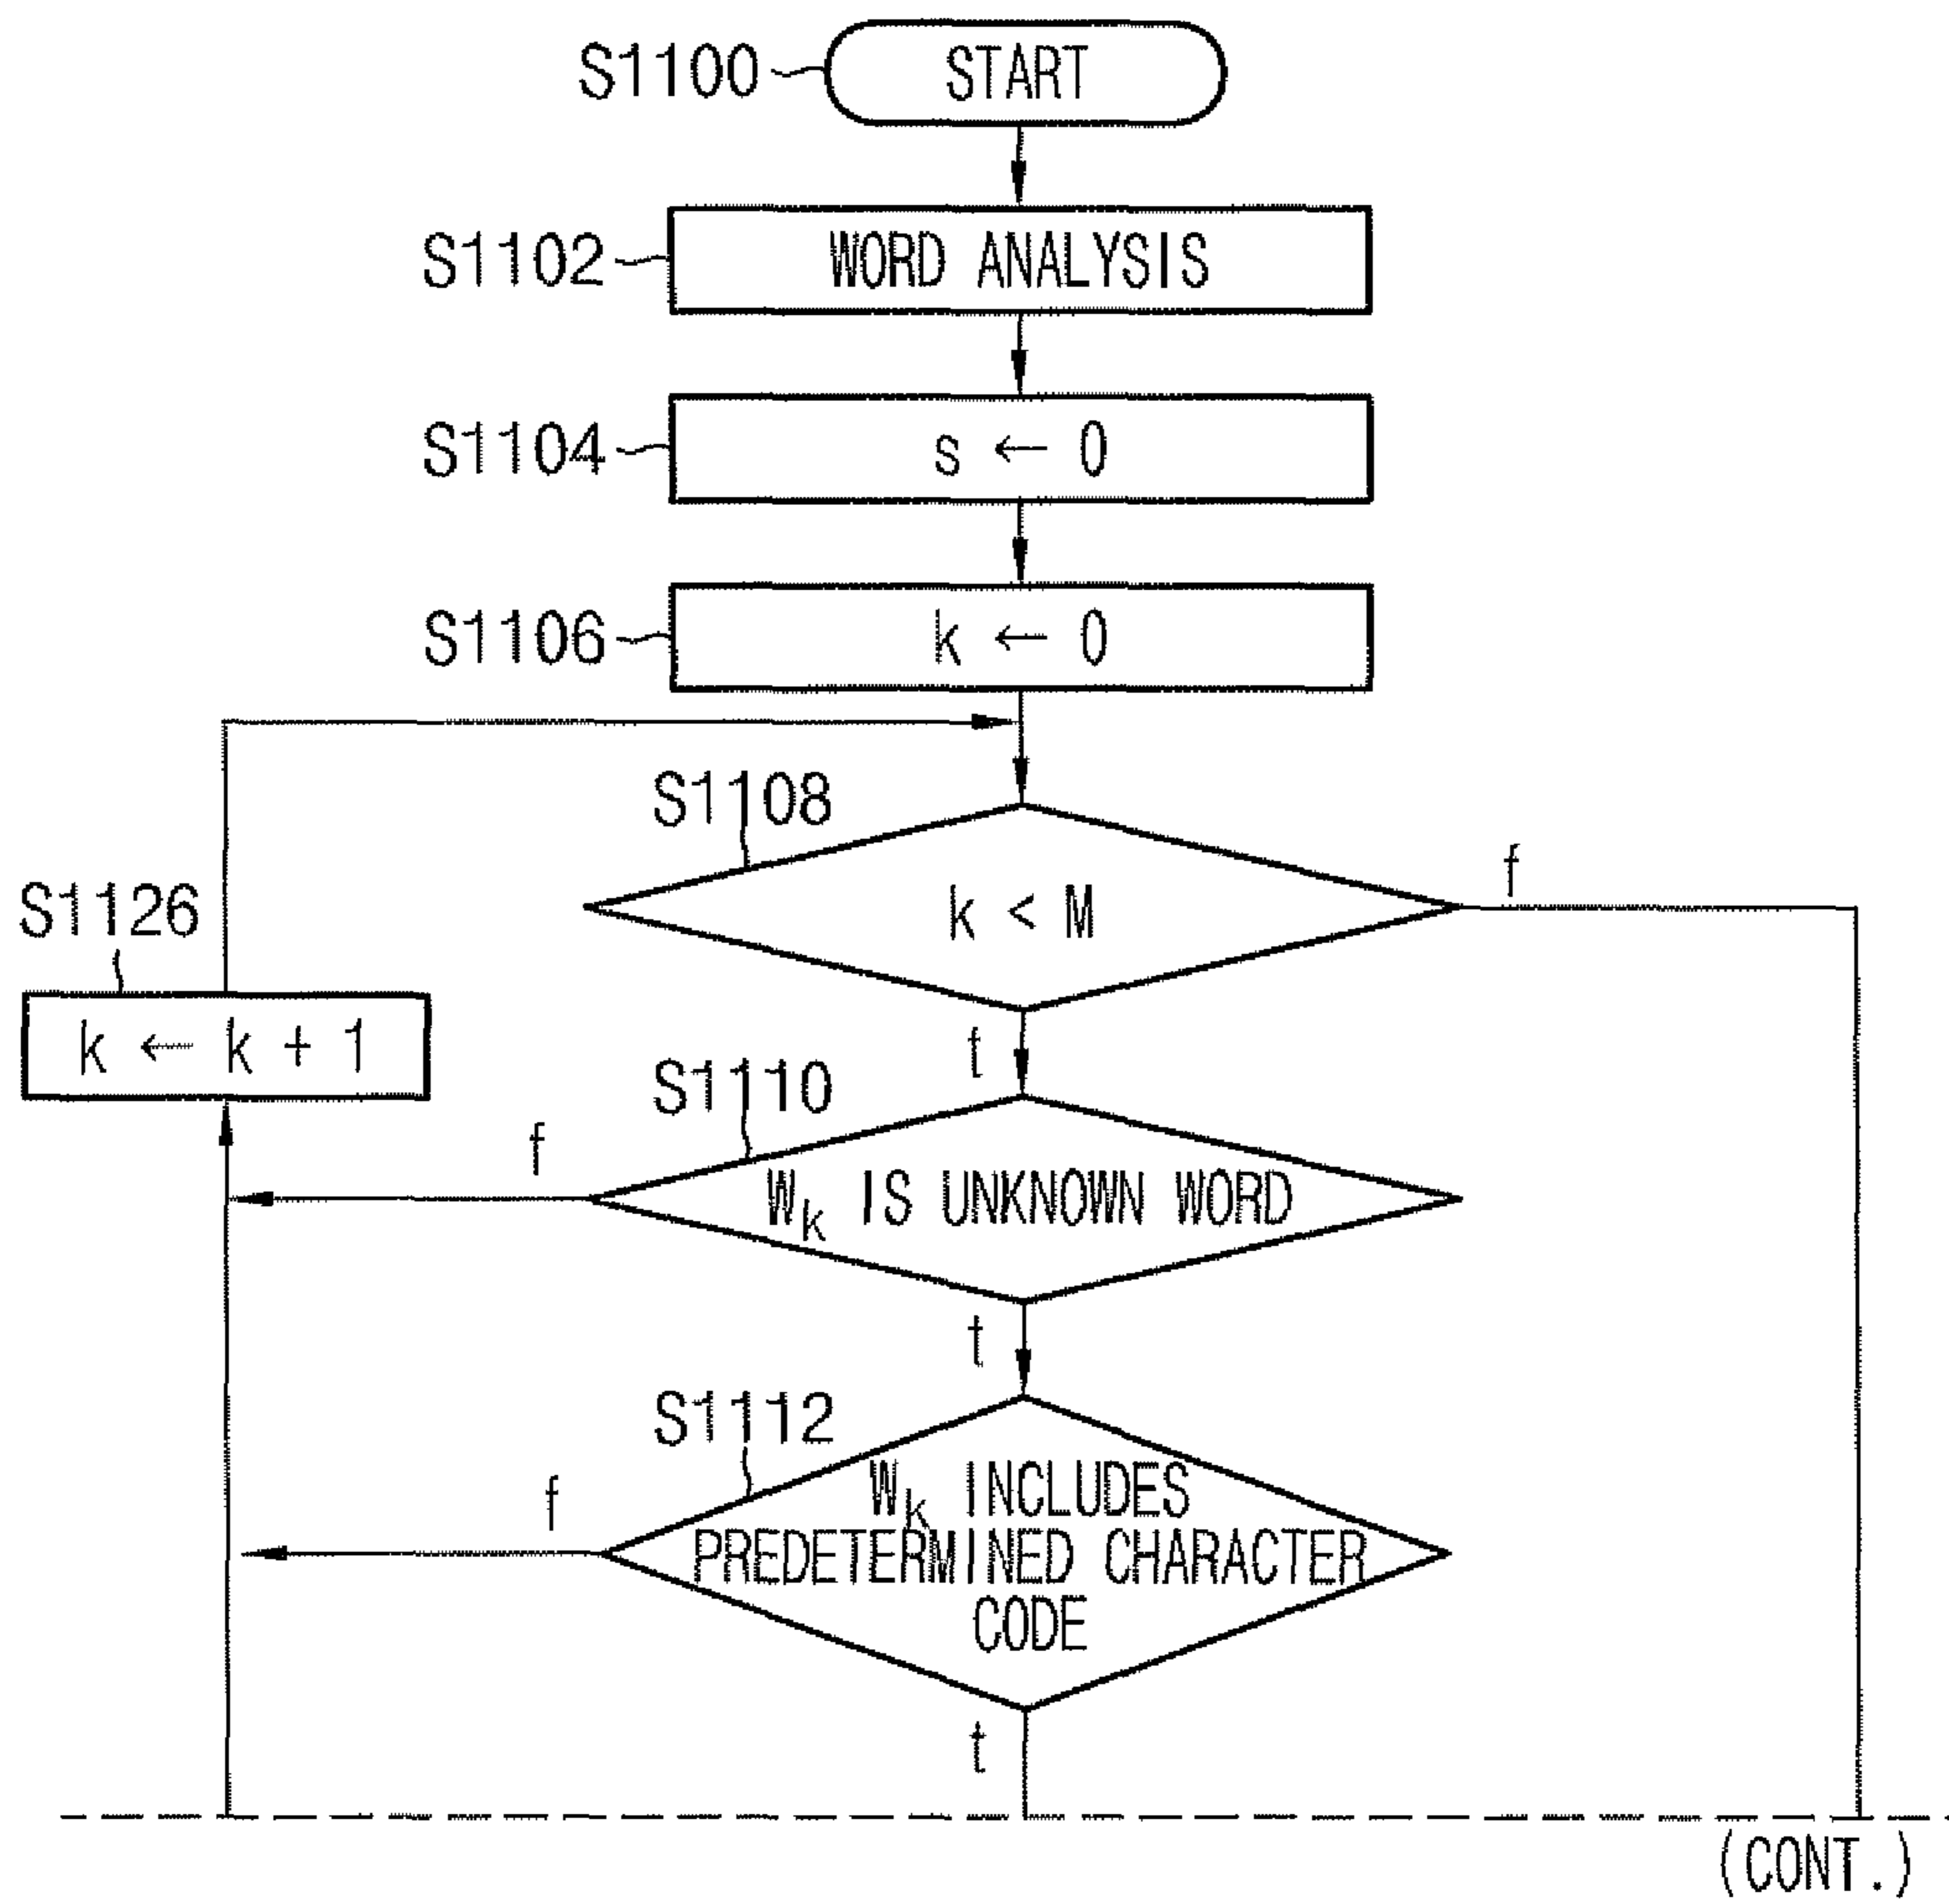 S1100 START
S1102 WORD ANALYSIS
S1104 s ← 0
S1106 k ← 0
S1108
k < M
f
S1126
k ← k + 1
t
S1110
f
Wk IS UNKNOWN WORD
t
S1112
f
Wk INCLUDES
PREDETERMINED CHARACTER
CODE
t
(CONT.)